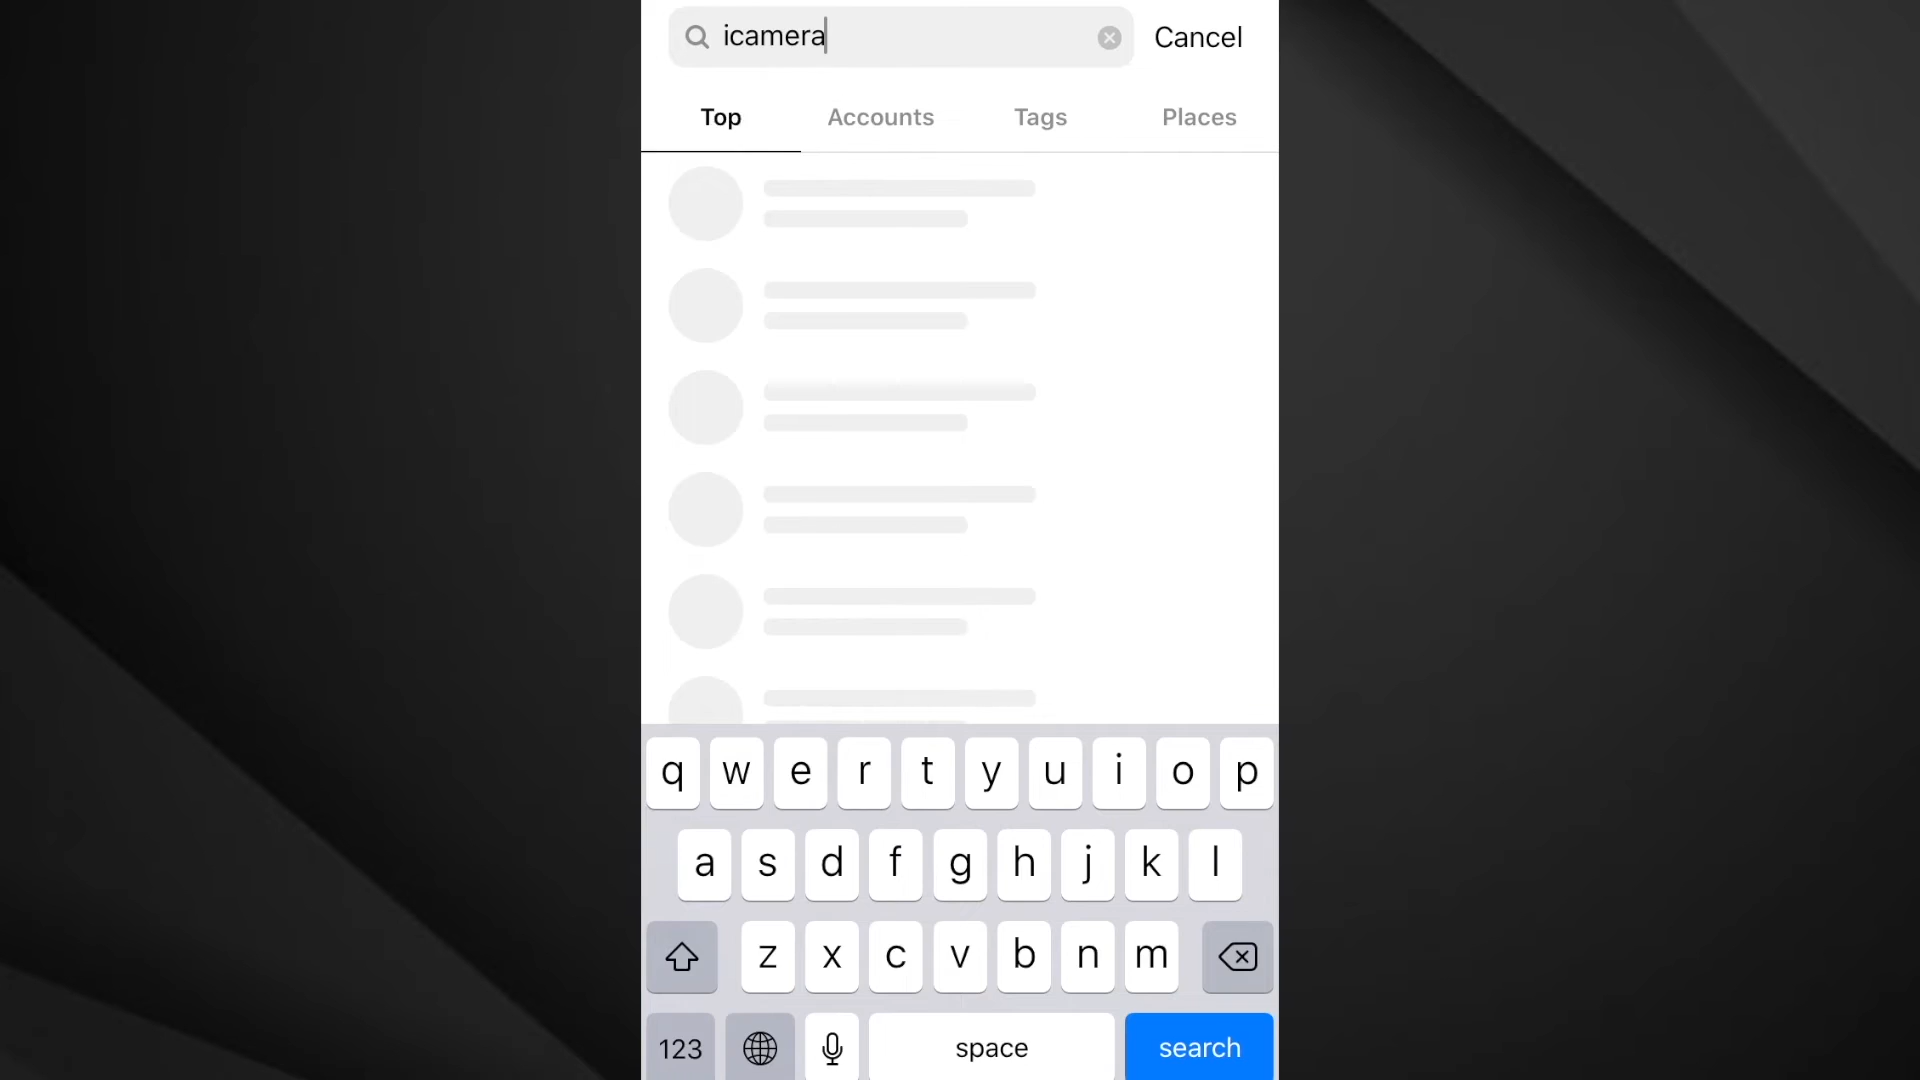 icamera Cancel
Top Accounts Tags Places
q w e r t y u i o p
a s d f g h j k l
z x c v b n m
123 space search